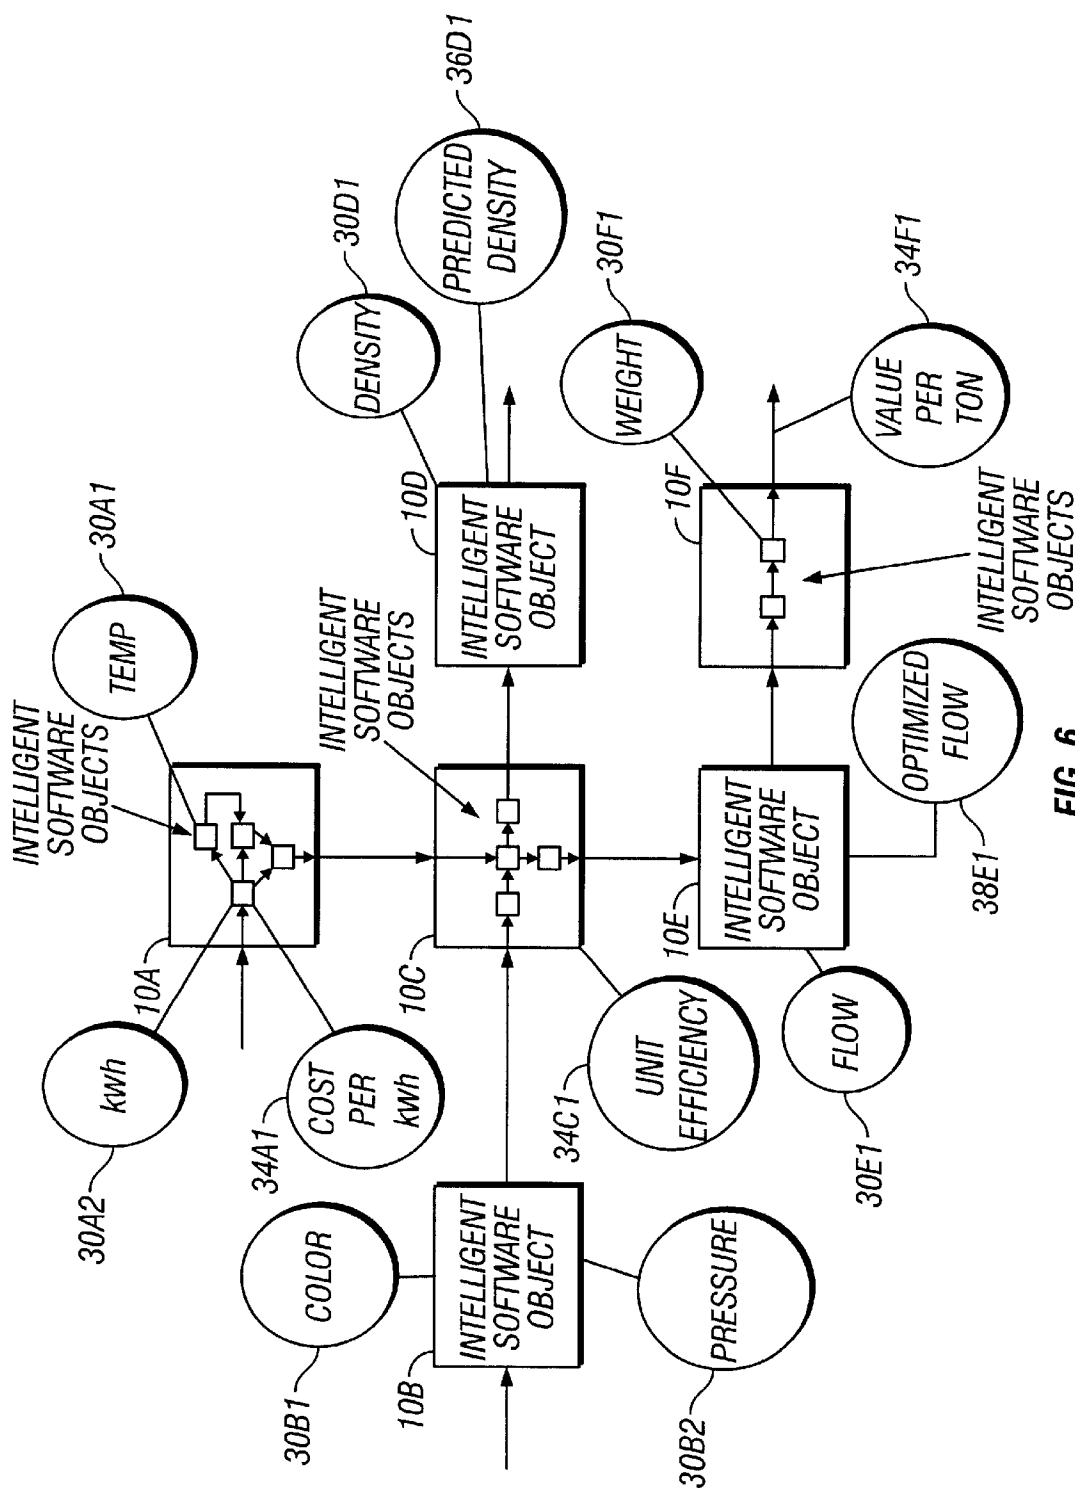 INTELLIGENT
SOFTWARE
OBJECTS
TEMP
30A1
10A
kwh
30A2
COST
PER
kwh
34A1
INTELLIGENT
SOFTWARE
OBJECTS
10C
UNIT
EFFICIENCY
34C1
COLOR
30B1
10B
INTELLIGENT
SOFTWARE
OBJECT
PRESSURE
30B2
10D
INTELLIGENT
SOFTWARE
OBJECT
DENSITY
30D1
PREDICTED
DENSITY
36D1
10E
INTELLIGENT
SOFTWARE
OBJECT
FLOW
30E1
OPTIMIZED
FLOW
38E1
10F
WEIGHT
30F1
VALUE
PER
TON
34F1
INTELLIGENT
SOFTWARE
OBJECTS
FIG. 6